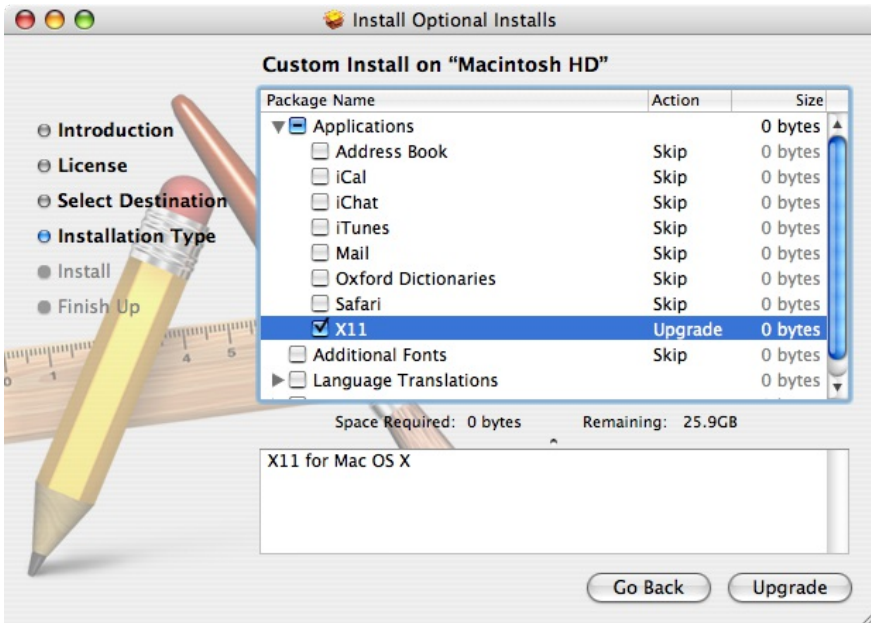 Install Optional Installs
Custom Install on “Macintosh HD”
Introduction
License
Select Destination
Installation Type
Install
Finish Up
Package Name Action Size
Applications 0 bytes
Address Book Skip 0 bytes
iCal Skip 0 bytes
iChat Skip 0 bytes
iTunes Skip 0 bytes
Mail Skip 0 bytes
Oxford Dictionaries Skip 0 bytes
Safari Skip 0 bytes
X11 Upgrade 0 bytes
Additional Fonts Skip 0 bytes
Language Translations 0 bytes
Space Required: 0 bytes Remaining: 25.9GB
X11 for Mac OS X
Go Back Upgrade
0 1 4 5